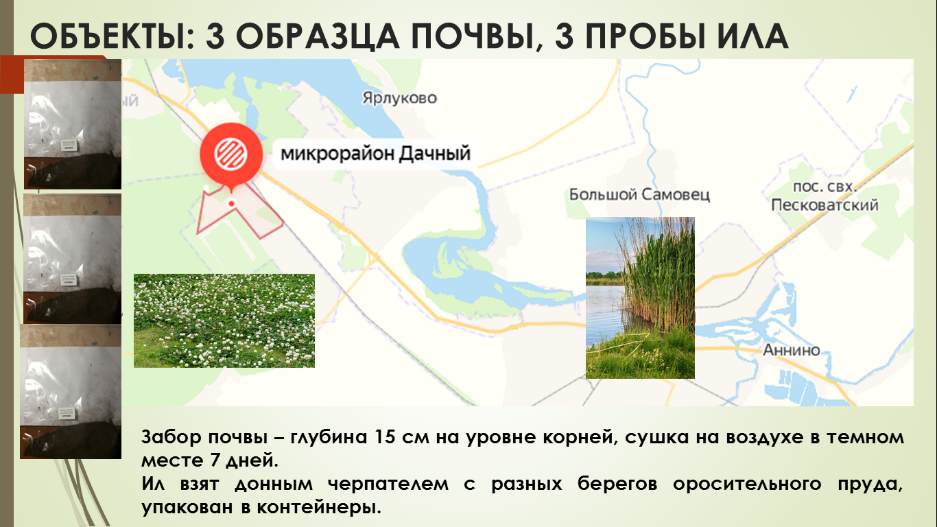 ОБЪЕКТЫ: 3 ОБРАЗЦА ПОЧВЫ, 3 ПРОБЫ ИЛА
ый
Ярлуково
микрорайон Дачный
Большой Самовец
пос. свх.
Песковатский
Аннино
Забор почвы – глубина 15 см на уровне корней, сушка на воздухе в темном
месте 7 дней.
Ил взят донным черпателем с разных берегов оросительного пруда,
упакован в контейнеры.